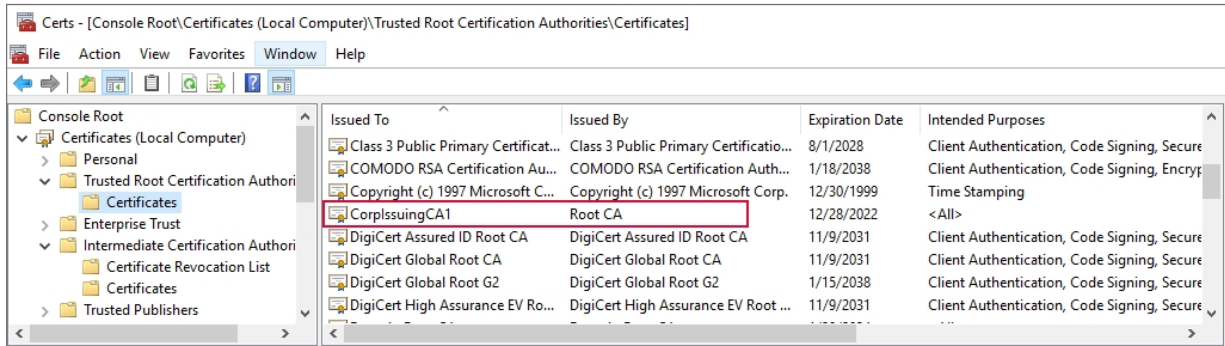 Certs - [Console Root\Certificates (Local Computer)\Trusted Root Certification Authorities\Certificates]
File Action View Favorites Window Help
Console Root
Certificates (Local Computer)
Personal
Trusted Root Certification Authori
Certificates
Enterprise Trust
Intermediate Certification Authori
Certificate Revocation List
Certificates
Trusted Publishers
Issued To Issued By Expiration Date Intended Purposes
Class 3 Public Primary Certificat... Class 3 Public Primary Certificatio... 8/1/2028 Client Authentication, Code Signing, Secure
COMODO RSA Certification Au... COMODO RSA Certification Auth... 1/18/2038 Client Authentication, Code Signing, Encryp
Copyright (c) 1997 Microsoft C... Copyright (c) 1997 Microsoft Corp. 12/30/1999 Time Stamping
CorpIssuingCA1 Root CA 12/28/2022 <All>
DigiCert Assured ID Root CA DigiCert Assured ID Root CA 11/9/2031 Client Authentication, Code Signing, Secure
DigiCert Global Root CA DigiCert Global Root CA 11/9/2031 Client Authentication, Code Signing, Secure
DigiCert Global Root G2 DigiCert Global Root G2 1/15/2038 Client Authentication, Code Signing, Secure
DigiCert High Assurance EV Ro... DigiCert High Assurance EV Root ... 11/9/2031 Client Authentication, Code Signing, Secure